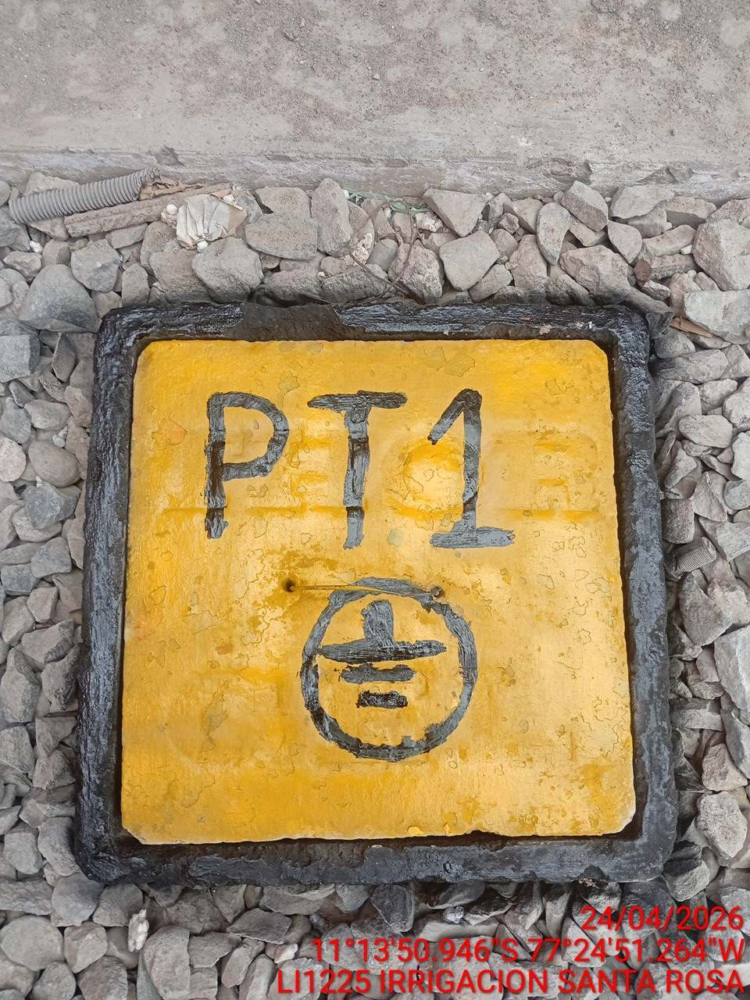 PT1
24/04/2026
11°13'50.946"S 77°24'51.264"W
LI1225 IRRIGACION SANTA ROSA